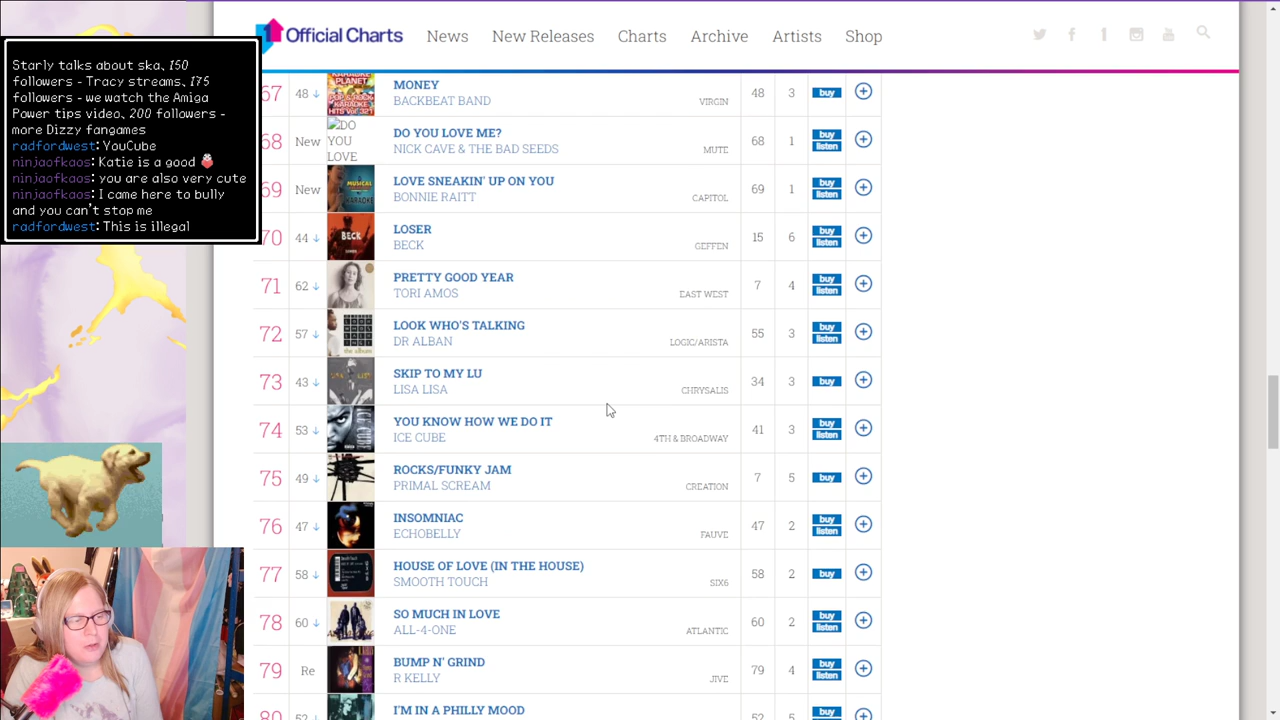 Official Charts
News
New Releases
Charts
Archive
Artists
Shop
Starly talks about ska, 150
followers - Tracy streams, 175
followers - we watch the Amiga
Power tips video, 200 followers -
more Dizzy fangames
radfordwest: YouCube
ninjaofkaos: Katie is a good
ninjaofkaos: you are also very cute
ninjaofkaos: I came here to bully
and you can't stop me
radfordwest: This is illegal
67 48 ↓ MONEY
BACKBEAT BAND VIRGIN 48 3 buy
68 New DO YOU LOVE ME?
NICK CAVE & THE BAD SEEDS MUTE 68 1 buy listen
DO
YOU
LOVE
69 New LOVE SNEAKIN' UP ON YOU
BONNIE RAITT CAPITOL 69 1 buy listen
70 44 ↓ LOSER
BECK GEFFEN 15 6 buy listen
71 62 ↓ PRETTY GOOD YEAR
TORI AMOS EAST WEST 7 4 buy listen
72 57 ↓ LOOK WHO'S TALKING
DR ALBAN LOGIC/ARISTA 55 3 buy listen
73 43 ↓ SKIP TO MY LU
LISA LISA CHRYSALIS 34 3 buy
74 53 ↓ YOU KNOW HOW WE DO IT
ICE CUBE 4TH & BROADWAY 41 3 buy listen
75 49 ↓ ROCKS/FUNKY JAM
PRIMAL SCREAM CREATION 7 5 buy
76 47 ↓ INSOMNIAC
ECHOBELLY FAUVE 47 2 buy listen
58 ↓ HOUSE OF LOVE (IN THE HOUSE)
SMOOTH TOUCH SIX6 58 2 buy
78 60 ↓ SO MUCH IN LOVE
ALL-4-ONE ATLANTIC 60 2 buy listen
79 Re BUMP N' GRIND
R KELLY JIVE 79 4 buy listen
80 52 ↓ I'M IN A PHILLY MOOD
52 5 buy